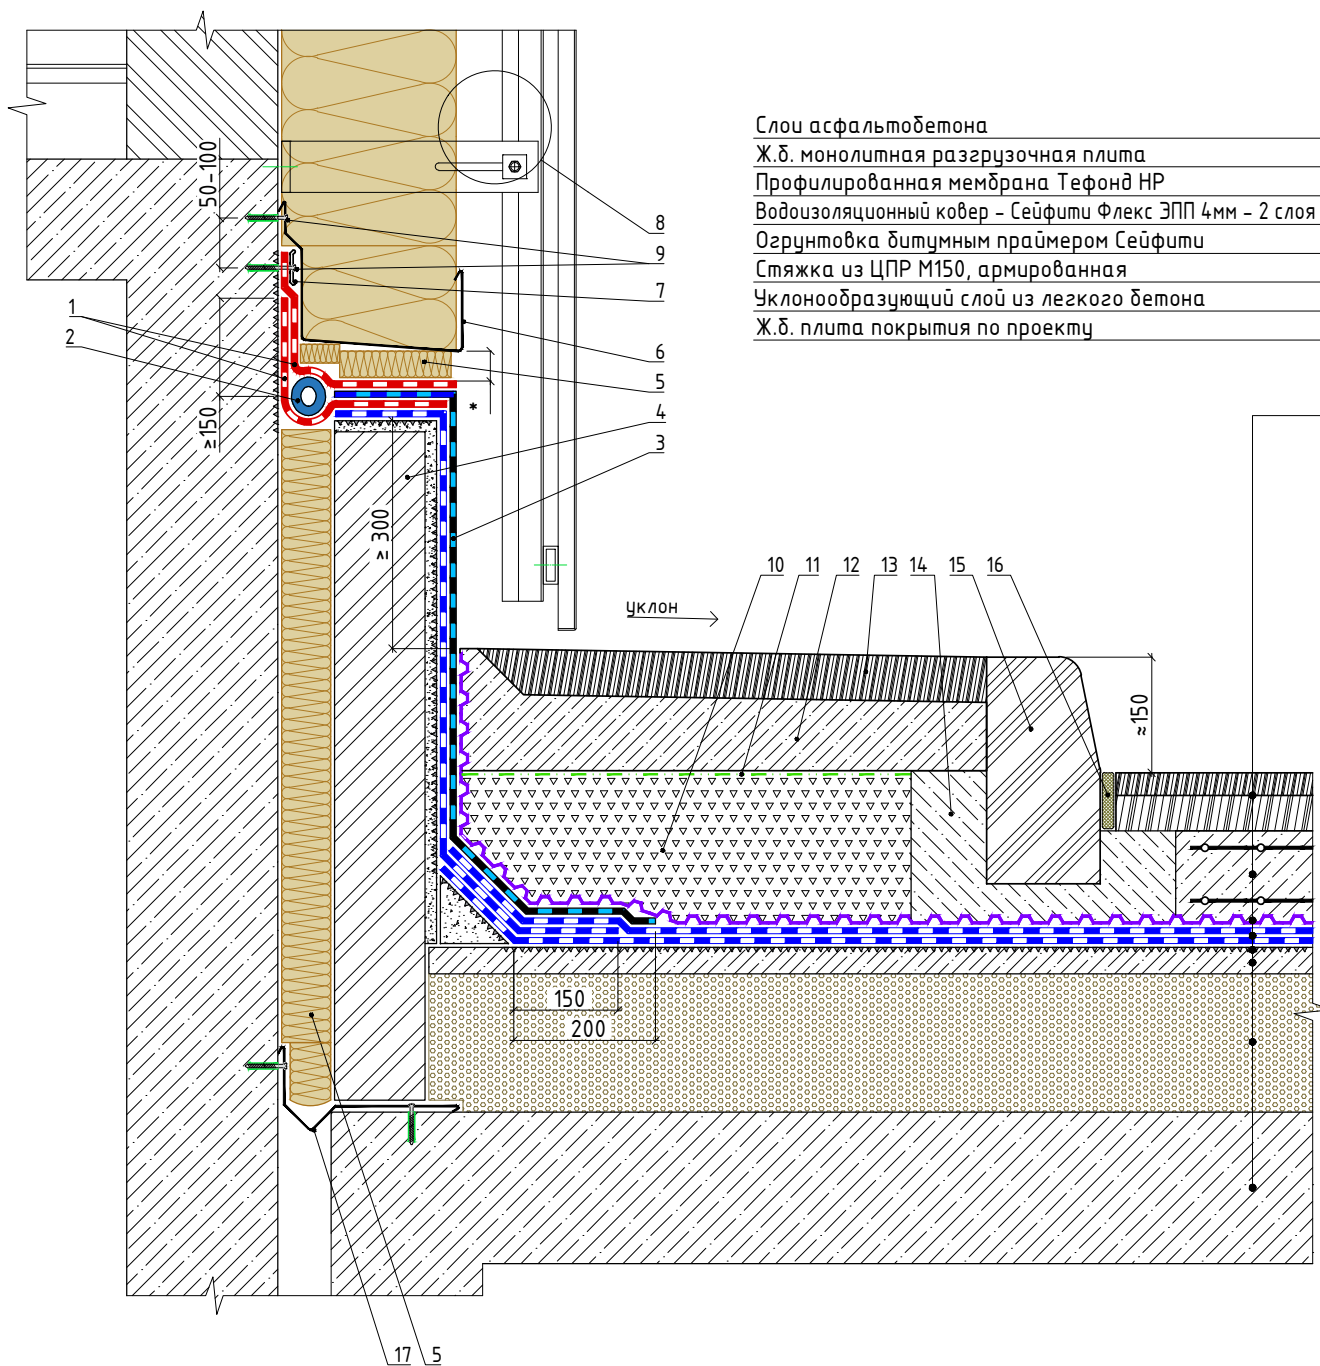 Слои асфальтобетона
Ж.б. монолитная разгрузочная плита
Профилированная мембрана Тефонд НР
Водоизоляционный ковер – Сейфити Флекс ЭПП 4мм – 2 слоя
Огрунтовка битумным праймером Сейфити
Стяжка из ЦПР М150, армированная
Уклонообразующий слой из легкого бетона
Ж.б. плита покрытия по проекту
50-100
8
9
7
1
2
6
5
4
3
*
≥150
≥300
10 11 12 13 14 15 16
уклон
≈150
150
200
17 5